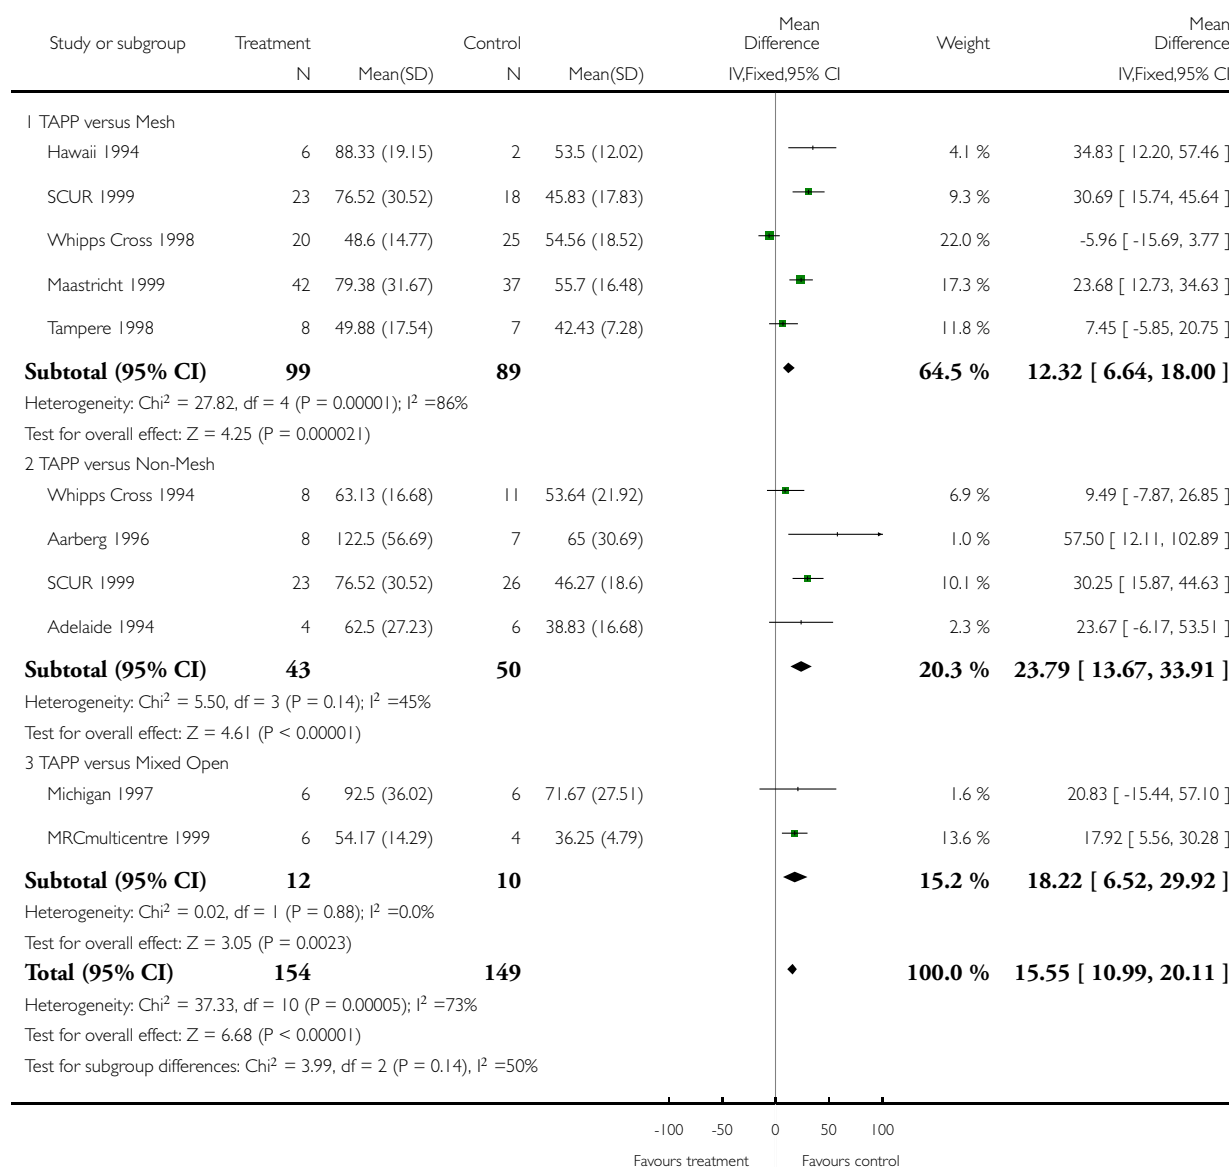 Study or subgroup Treatment Control Mean Difference Weight Mean Difference
N Mean(SD) N Mean(SD) IV,Fixed,95% CI IV,Fixed,95% CI
1 TAPP versus Mesh
Hawaii 1994 6 88.33 (19.15) 2 53.5 (12.02) 4.1 % 34.83 [ 12.20, 57.46 ]
SCUR 1999 23 76.52 (30.52) 18 45.83 (17.83) 9.3 % 30.69 [ 15.74, 45.64 ]
Whipps Cross 1998 20 48.6 (14.77) 25 54.56 (18.52) 22.0 % -5.96 [ -15.69, 3.77 ]
Maastricht 1999 42 79.38 (31.67) 37 55.7 (16.48) 17.3 % 23.68 [ 12.73, 34.63 ]
Tampere 1998 8 49.88 (17.54) 7 42.43 (7.28) 11.8 % 7.45 [ -5.85, 20.75 ]
Subtotal (95% CI) 99 89 64.5 % 12.32 [ 6.64, 18.00 ]
Heterogeneity: Chi² = 27.82, df = 4 (P = 0.00001); I² =86%
Test for overall effect: Z = 4.25 (P = 0.000021)
2 TAPP versus Non-Mesh
Whipps Cross 1994 8 63.13 (16.68) 11 53.64 (21.92) 6.9 % 9.49 [ -7.87, 26.85 ]
Aarberg 1996 8 122.5 (56.69) 7 65 (30.69) 1.0 % 57.50 [ 12.11, 102.89 ]
SCUR 1999 23 76.52 (30.52) 26 46.27 (18.6) 10.1 % 30.25 [ 15.87, 44.63 ]
Adelaide 1994 4 62.5 (27.23) 6 38.83 (16.68) 2.3 % 23.67 [ -6.17, 53.51 ]
Subtotal (95% CI) 43 50 20.3 % 23.79 [ 13.67, 33.91 ]
Heterogeneity: Chi² = 5.50, df = 3 (P = 0.14); I² =45%
Test for overall effect: Z = 4.61 (P < 0.00001)
3 TAPP versus Mixed Open
Michigan 1997 6 92.5 (36.02) 6 71.67 (27.51) 1.6 % 20.83 [ -15.44, 57.10 ]
MRCmulticentre 1999 6 54.17 (14.29) 4 36.25 (4.79) 13.6 % 17.92 [ 5.56, 30.28 ]
Subtotal (95% CI) 12 10 15.2 % 18.22 [ 6.52, 29.92 ]
Heterogeneity: Chi² = 0.02, df = 1 (P = 0.88); I² =0.0%
Test for overall effect: Z = 3.05 (P = 0.0023)
Total (95% CI) 154 149 100.0 % 15.55 [ 10.99, 20.11 ]
Heterogeneity: Chi² = 37.33, df = 10 (P = 0.00005); I² =73%
Test for overall effect: Z = 6.68 (P < 0.00001)
Test for subgroup differences: Chi² = 3.99, df = 2 (P = 0.14), I² =50%
-100 -50 0 50 100
Favours treatment Favours control